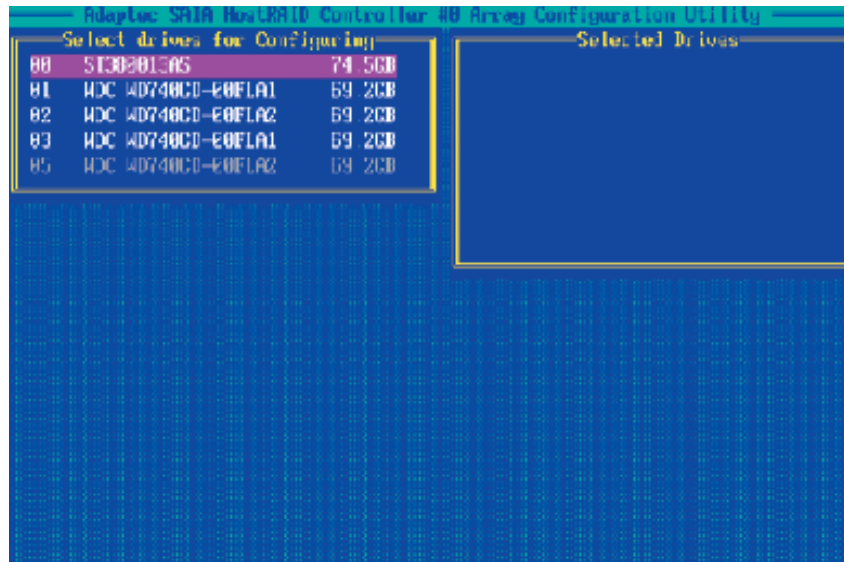 Adaptec SATA HostRAID Controller #0 Array Configuration Utility
Select drives for Configuring
00 ST380013AS 74.5GB
01 WDC WD740GD-00FLA1 69.2GB
02 WDC WD740GD-00FLA2 69.2GB
03 WDC WD740GD-00FLA1 69.2GB
05 WDC WD740GD-00FLA2 69.2GB
Selected Drives